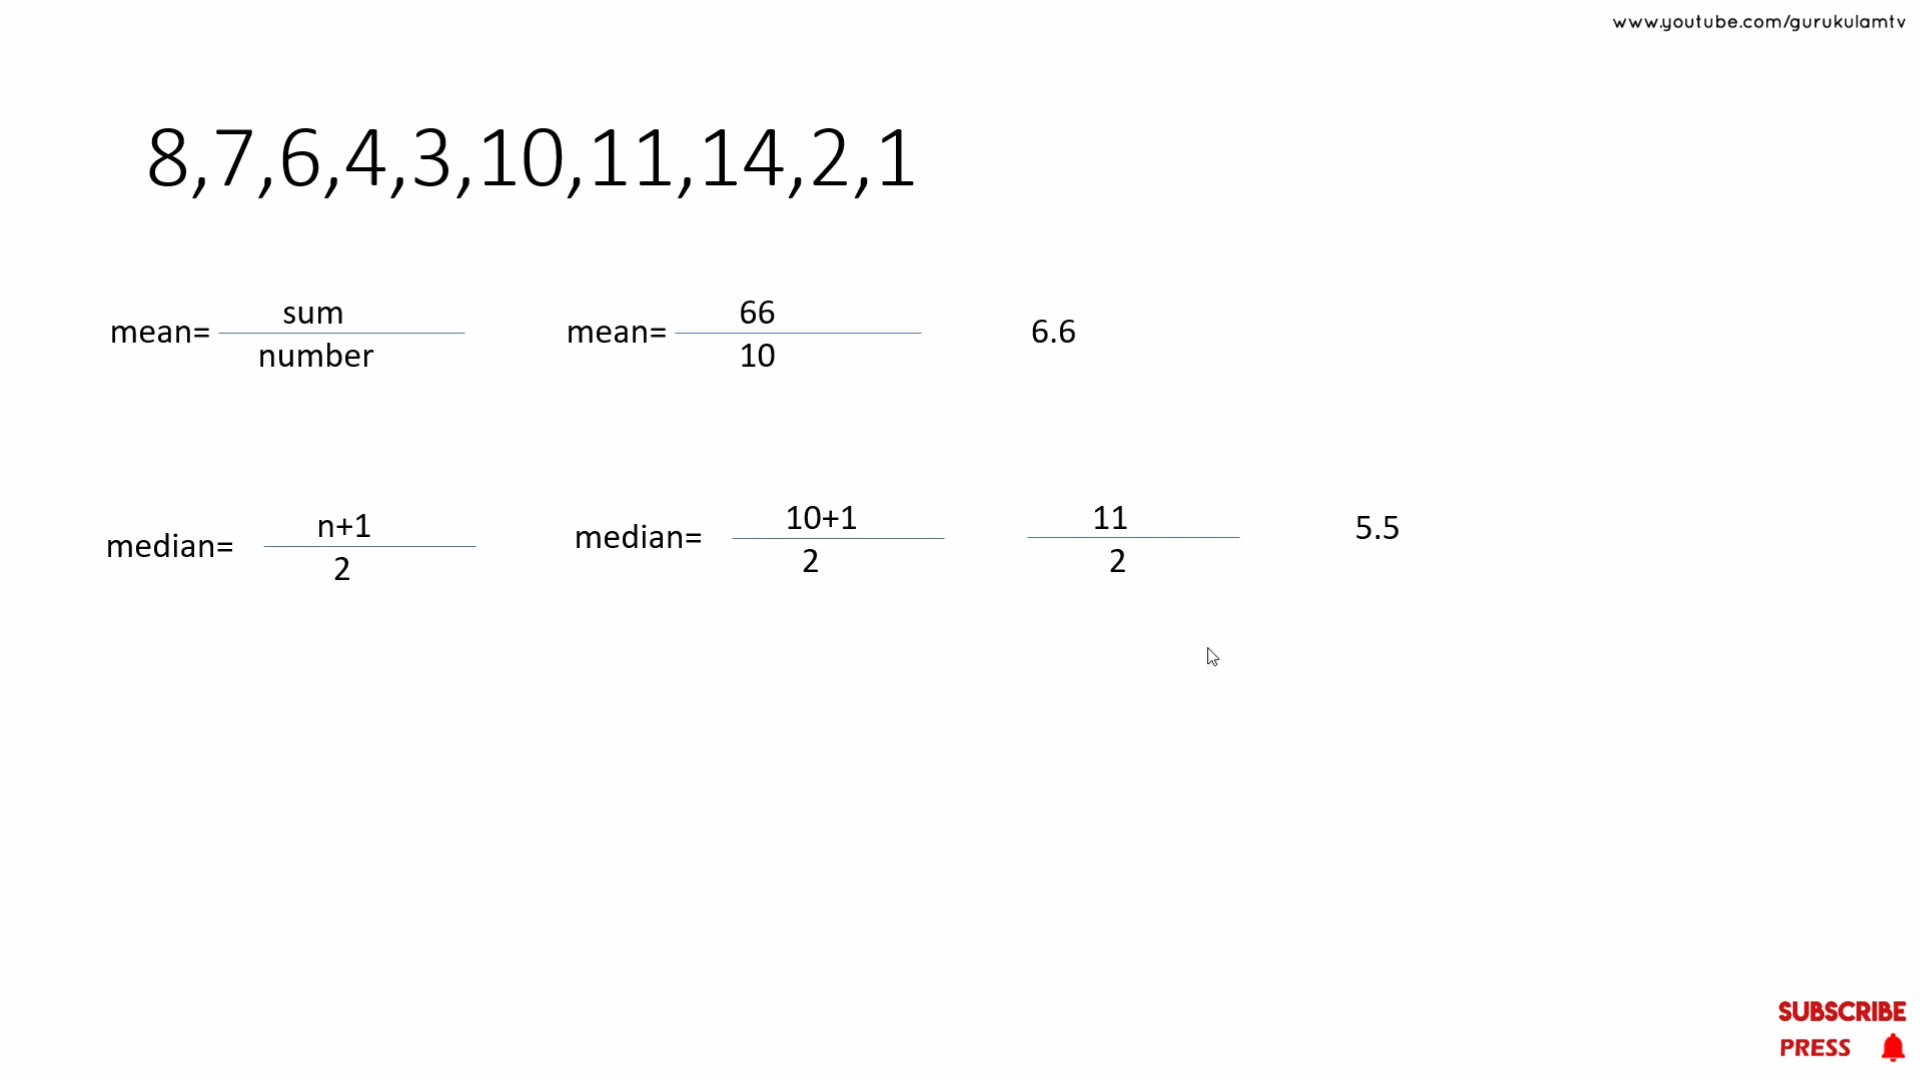 www.youtube.com/gurukulamtv
8,7,6,4,3,10,11,14,2,1
mean= sum
number
mean= 66
10
6.6
median= n+1
2
median= 10+1
2
11
2
5.5
SUBSCRIBE
PRESS